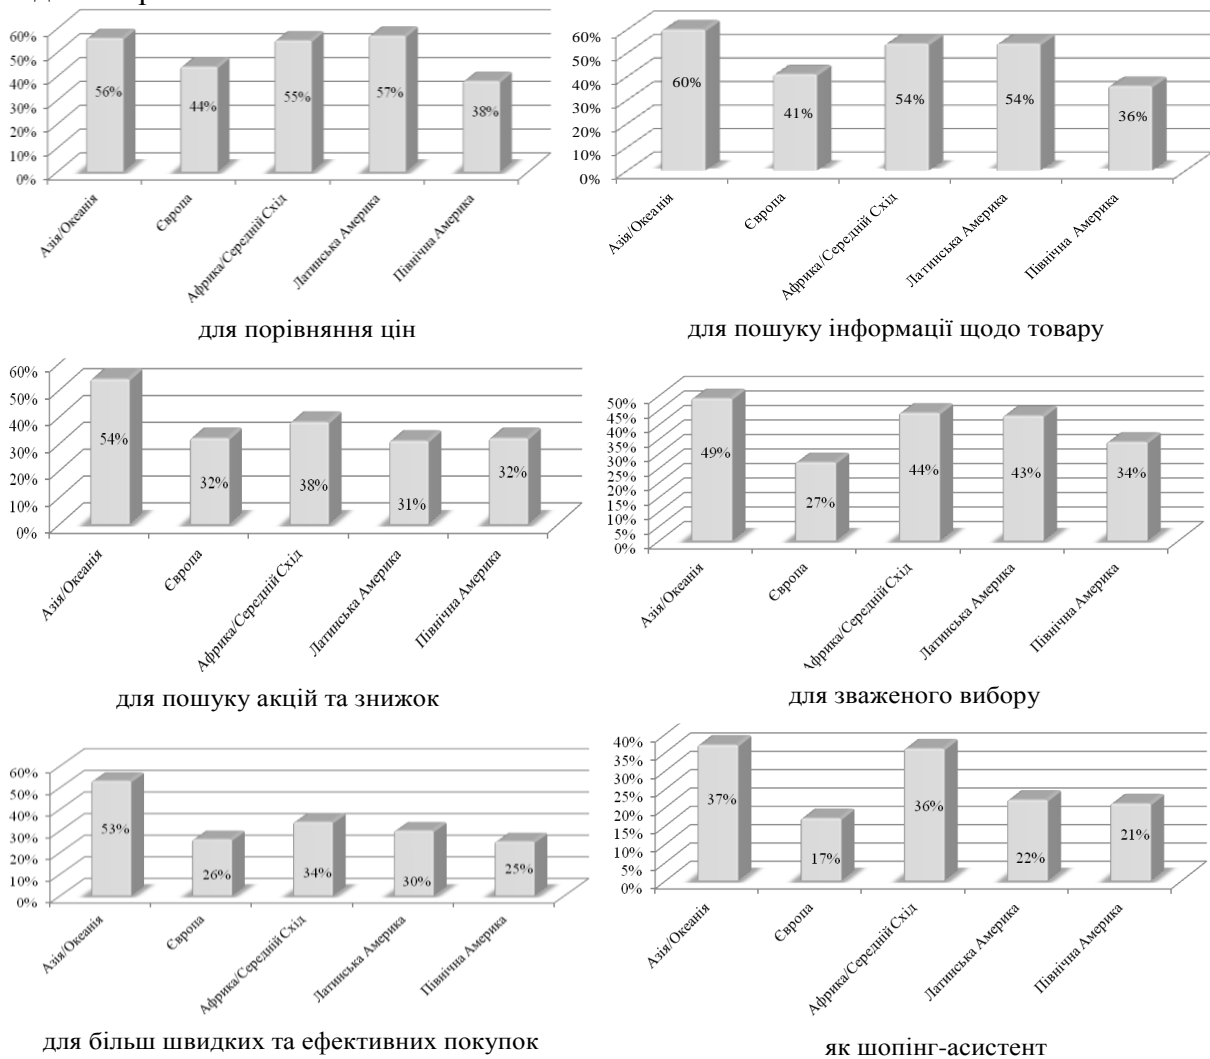 60%
50%
40%
30%
20%
10%
0%
56%
44%
55%
57%
38%
Азія/Океанія
Європа
Африка/Середній Схід
Латинська Америка
Північна Америка
для порівняння цін
60%
50%
40%
30%
20%
10%
0%
60%
41%
54%
54%
36%
Азія/Океанія
Європа
Африка/Середній Схід
Латинська Америка
Північна Америка
для пошуку інформації щодо товару
60%
50%
40%
30%
20%
10%
0%
54%
32%
38%
31%
32%
Азія/Океанія
Європа
Африка/Середній Схід
Латинська Америка
Північна Америка
для пошуку акцій та знижок
50%
45%
40%
35%
30%
25%
20%
15%
10%
5%
0%
49%
27%
44%
43%
34%
Азія/Океанія
Європа
Африка/Середній Схід
Латинська Америка
Північна Америка
для зваженого вибору
60%
50%
40%
30%
20%
10%
0%
53%
26%
34%
30%
25%
Азія/Океанія
Європа
Африка/Середній Схід
Латинська Америка
Північна Америка
для більш швидких та ефективних покупок
40%
35%
30%
25%
20%
15%
10%
5%
0%
37%
17%
36%
22%
21%
Азія/Океанія
Європа
Африка/Середній Схід
Латинська Америка
Північна Америка
як шопінг-асистент